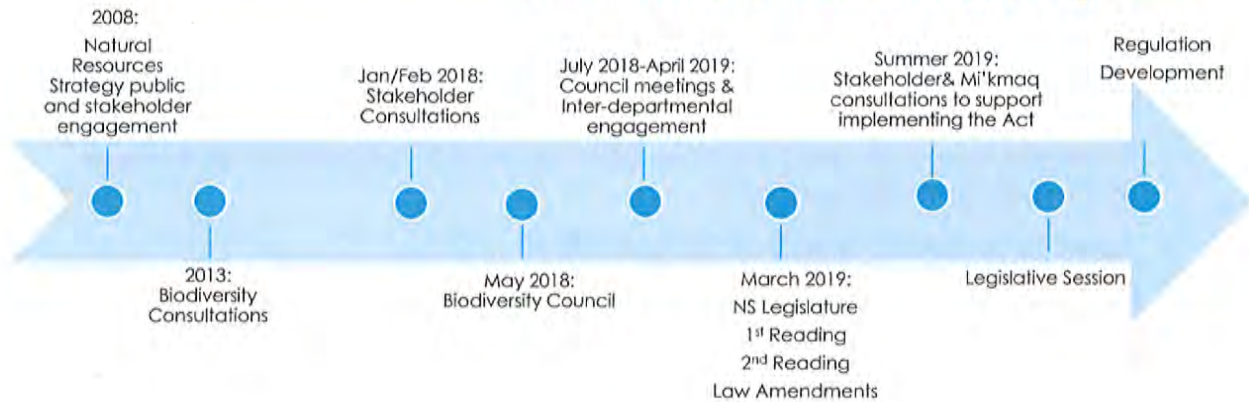 2008:
Natural
Resources
Strategy public
and stakeholder
engagement
2013:
Biodiversity
Consultations
Jan/Feb 2018:
Stakeholder
Consultations
May 2018:
Biodiversity Council
July 2018-April 2019:
Council meetings &
Inter-departmental
engagement
March 2019:
NS Legislature
1st Reading
2nd Reading
Law Amendments
Summer 2019:
Stakeholder& Mi'kmaq
consultations to support
implementing the Act
Legislative Session
Regulation
Development